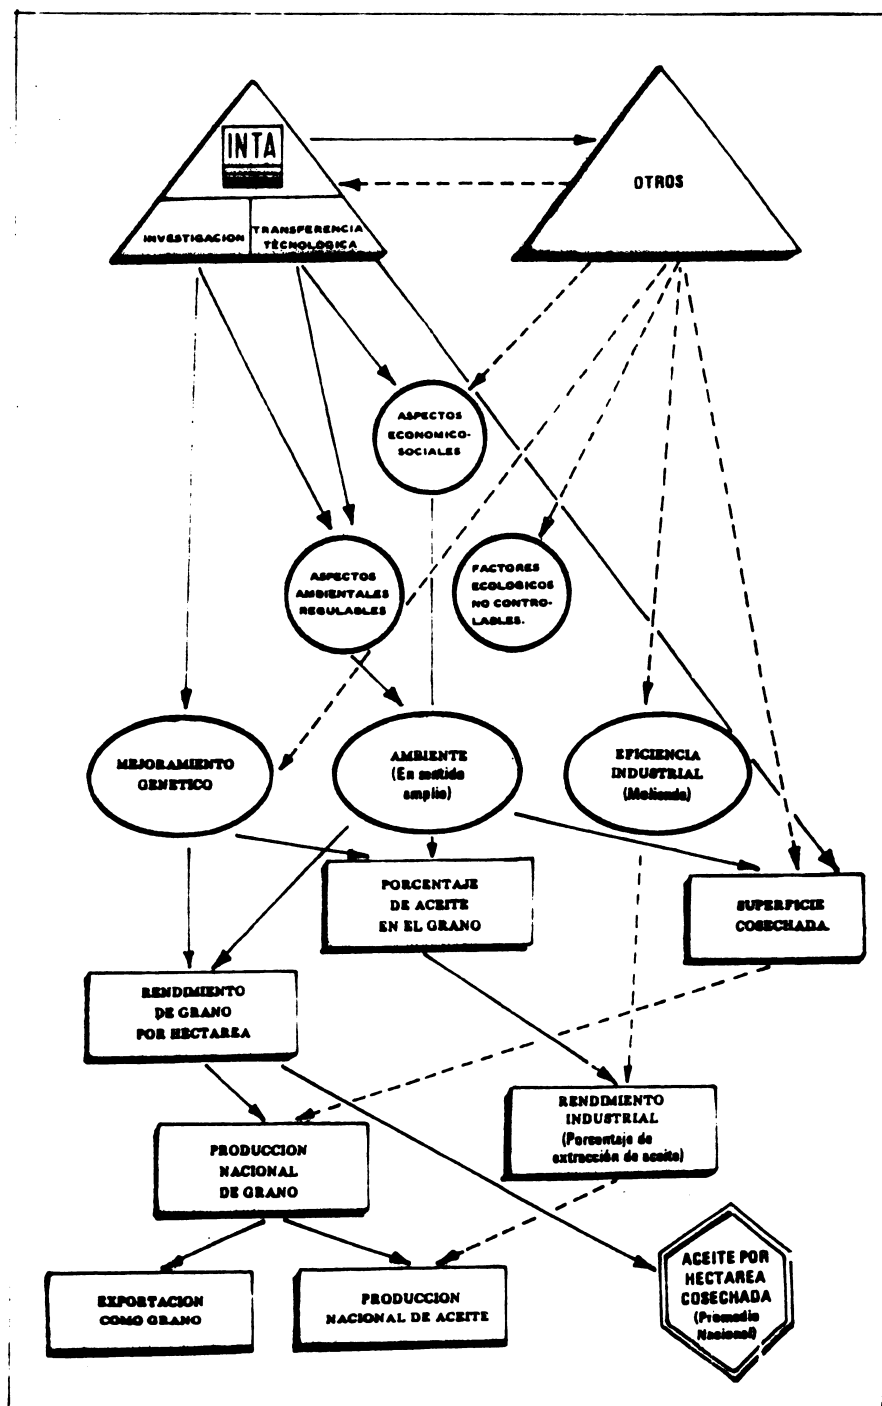 INTA
OTROS
INVESTIGACION
TRANSFERENCIA
TECNOLOGICA
ASPECTOS
ECONOMICO-
SOCIALES
ASPECTOS
AMBIENTALES
REGULABLES
FACTORES
ECOLOGICOS
NO CONTRO-
LABLES.
MEJORAMIENTO
GENETICO
AMBIENTE
(En sentido
amplio)
EFICIENCIA
INDUSTRIAL
(Molienda)
PORCENTAJE
DE ACEITE
EN EL GRANO
SUPERFICIE
COSECHADA.
RENDIMIENTO
DE GRANO
POR HECTAREA
RENDIMIENTO
INDUSTRIAL
(Porcentaje de
extracción de aceite)
PRODUCCION
NACIONAL
DE GRANO
ACEITE POR
HECTAREA
COSECHADA
(Promedio
Nacional)
EXPORTACION
COMO GRANO
PRODUCCION
NACIONAL DE ACEITE